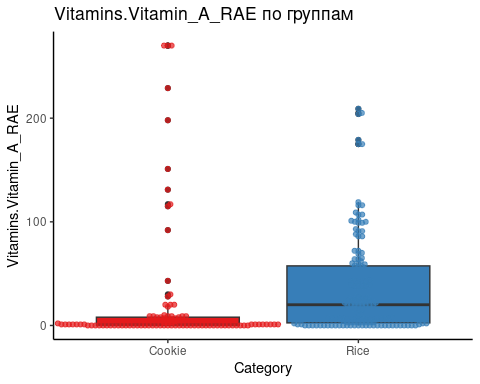 Vitamins.Vitamin_A_RAE по группам
Vitamins.Vitamin_A_RAE
200
100
0
Cookie
Rice
Category